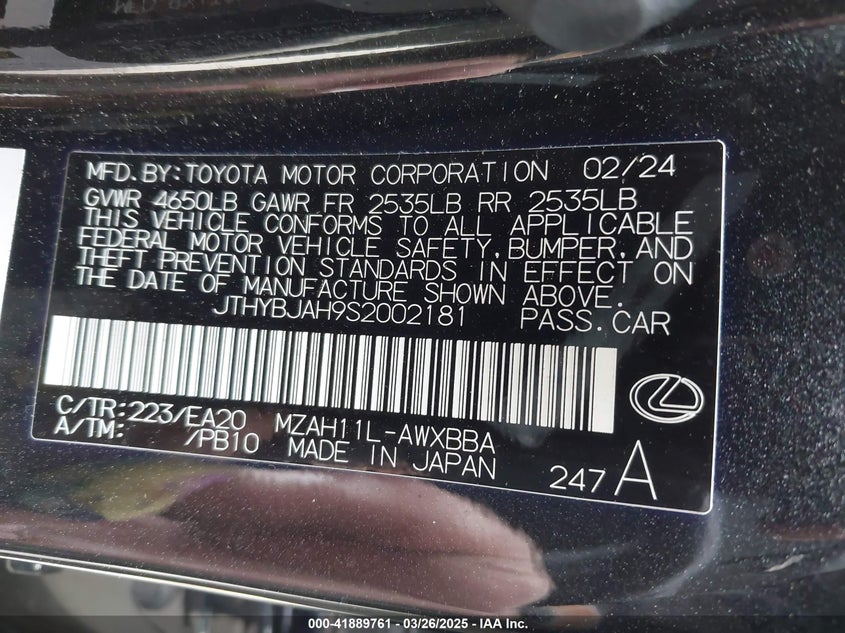 MFD. BY: TOYOTA MOTOR CORPORATION 02/24
GVWR 4650LB GAWR FR 2535LB RR 2535LB
THIS VEHICLE CONFORMS TO ALL APPLICABLE
FEDERAL MOTOR VEHICLE SAFETY, BUMPER, AND
THEFT PREVENTION STANDARDS IN EFFECT ON
THE DATE OF MANUFACTURE SHOWN ABOVE.
JTHYBJAH9S2002181 PASS. CAR
C/TR: 223/EA20 MZAH11L-AWXBBA
A/TM: /PB10 MADE IN JAPAN
247 A
000-41889761 - 03/26/2025 - IAA Inc.